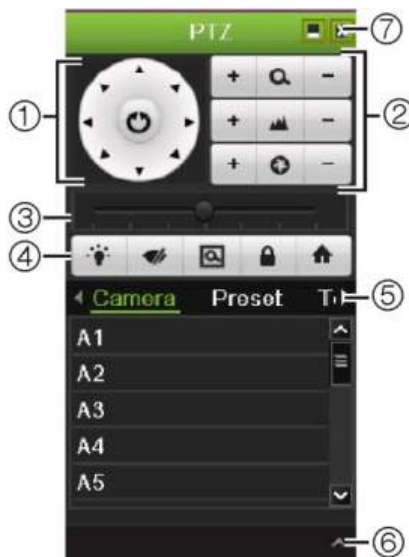 PTZ
⑦
①
+ −
②
+ −
+ −
③
④
Camera Preset
⑤
A1
A2
A3
A4
A5
⑥